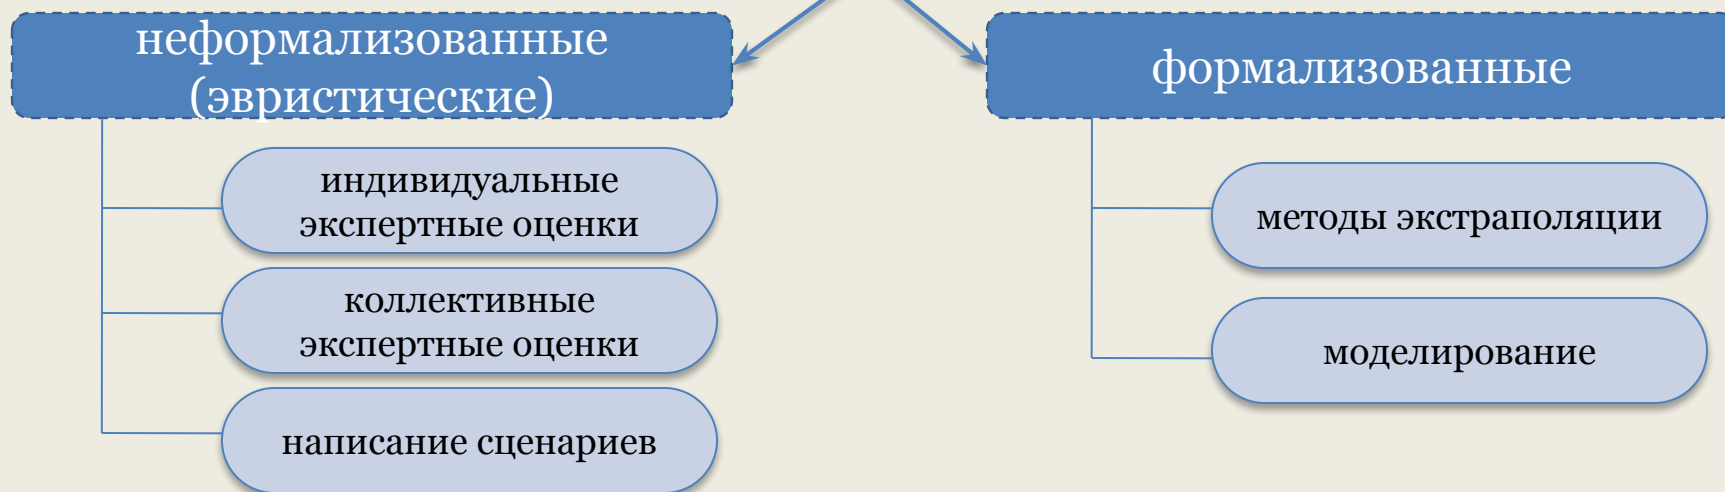 неформализованные
(эвристические)
индивидуальные
экспертные оценки
коллективные
экспертные оценки
написание сценариев
формализованные
методы экстраполяции
моделирование